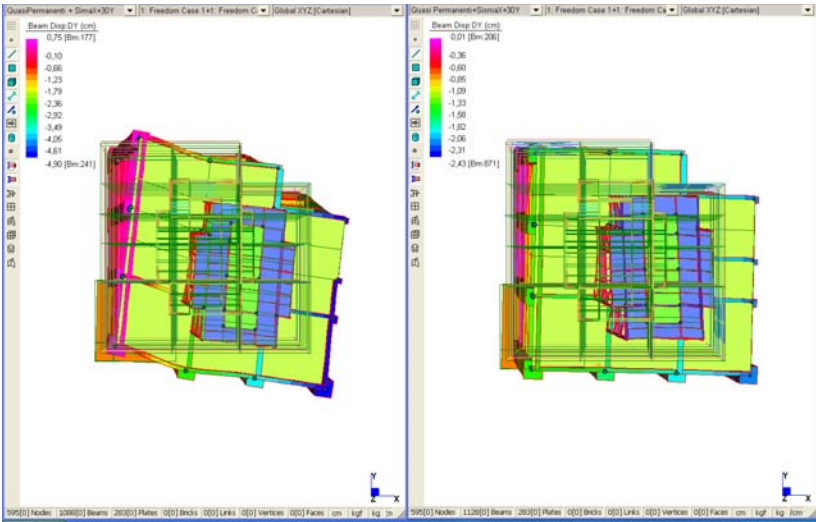 QuasiPermanenti + SimaX+30Y
1: Freedom Case 1+1: Freedom C
Global XYZ [Cartesian]
Beam Disp:DY (cm)
0,75 [Bm:177]
-0,10
-0,66
-1,23
-1,79
-2,36
-2,92
-3,49
-4,05
-4,61
-4,90 [Bm:241]
Y
Z X
595[0] Nodes 1088[0] Beams 283[0] Plates 0[0] Bricks 0[0] Links 0[0] Vertices 0[0] Faces cm kgf kg
Quasi Permanenti+SismaX+30Y
1: Freedom Case 1+1: Freedom Ca
Global XYZ [Cartesian]
Beam Disp:DY (cm)
0,01 [Bm:206]
-0,36
-0,60
-0,85
-1,09
-1,33
-1,58
-1,82
-2,06
-2,31
-2,43 [Bm:871]
Y
Z X
595[0] Nodes 1128[0] Beams 283[0] Plates 0[0] Bricks 0[0] Links 0[0] Vertices 0[0] Faces cm kgf kg /cm